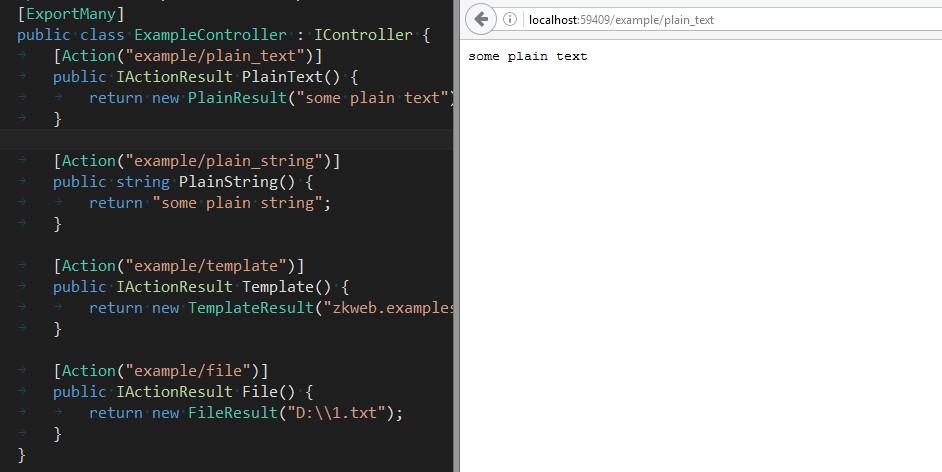 [ExportMany]
public class ExampleController : IController {
[Action("example/plain_text")]
public IActionResult PlainText() {
return new PlainResult("some plain text")
}
[Action("example/plain_string")]
public string PlainString() {
return "some plain string";
}
[Action("example/template")]
public IActionResult Template() {
return new TemplateResult("zkweb.examples
}
[Action("example/file")]
public IActionResult File() {
return new FileResult("D:\\1.txt");
}
}
localhost:59409/example/plain_text
some plain text